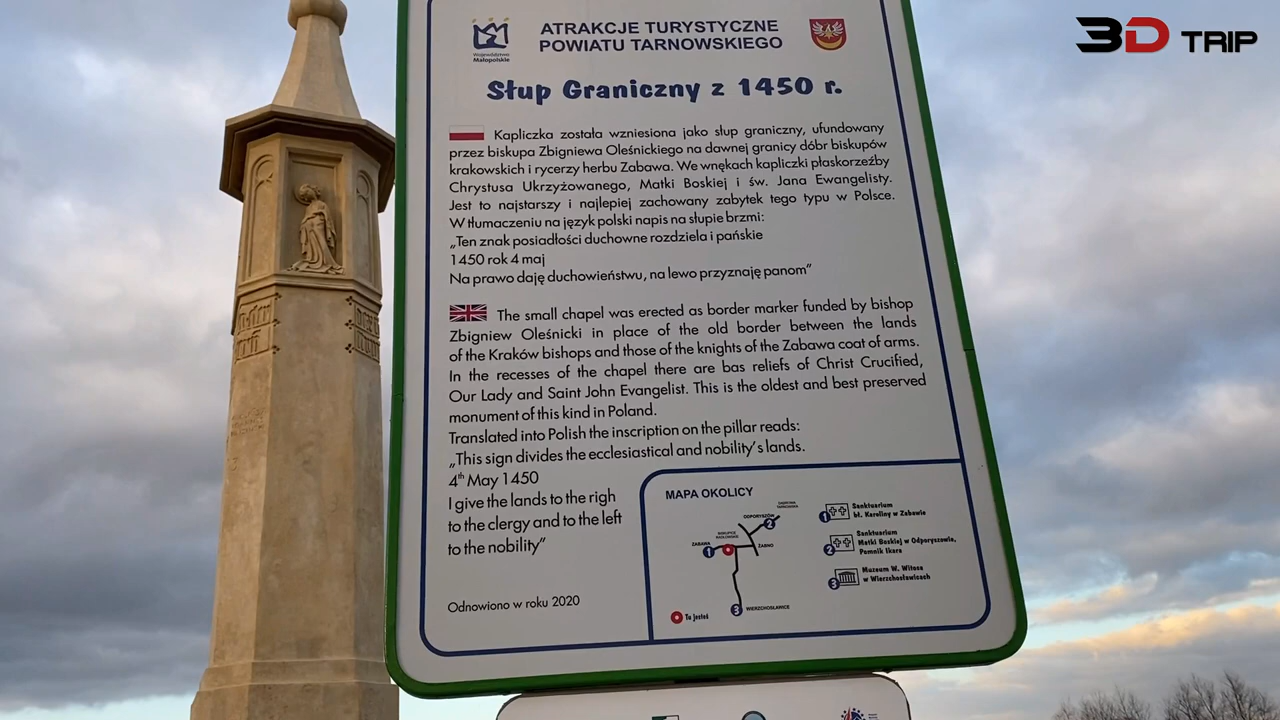 3D TRIP
Województwo
Małopolskie
ATRAKCJE TURYSTYCZNE
POWIATU TARNOWSKIEGO
Słup Graniczny z 1450 r.
Kapliczka została wzniesiona jako słup graniczny, ufundowany
przez biskupa Zbigniewa Oleśnickiego na dawnej granicy dóbr biskupów
krakowskich i rycerzy herbu Zabawa. We wnękach kapliczki płaskorzeźby
Chrystusa Ukrzyżowanego, Matki Boskiej i św. Jana Ewangelisty.
Jest to najstarszy i najlepiej zachowany zabytek tego typu w Polsce.
W tłumaczeniu na język polski napis na słupie brzmi:
„Ten znak posiadłości duchowne rozdziela i pańskie
1450 rok 4 maj
Na prawo daję duchowieństwu, na lewo przyznaję panom”
The small chapel was erected as border marker funded by bishop
Zbigniew Oleśnicki in place of the old border between the lands
of the Kraków bishops and those of the knights of the Zabawa coat of arms.
In the recesses of the chapel there are bas reliefs of Christ Crucified,
Our Lady and Saint John Evangelist. This is the oldest and best preserved
monument of this kind in Poland.
Translated into Polish the inscription on the pillar reads:
„This sign divides the ecclesiastical and nobility's lands.
4th May 1450
I give the lands to the righ
to the clergy and to the left
to the nobility”
Odnowiono w roku 2020
MAPA OKOLICY
ODPORYSZÓW
2
ZABAWA
1
BISKUPICE
RADŁOWSKIE
ŻABNO
3
WIERZCHOSŁAWICE
Tu jesteś
1 Sanktuarium
bł. Karoliny w Zabawie
2 Sanktuarium
Matki Boskiej w Odporyszowie,
Pomnik Ikara
3 Muzeum W. Witosa
w Wierzchosławicach